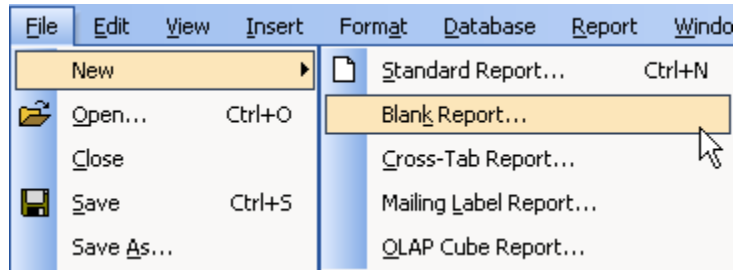 File Edit View Insert Format Database Report Windo
New
Open... Ctrl+O
Close
Save Ctrl+S
Save As...
Standard Report... Ctrl+N
Blank Report...
Cross-Tab Report...
Mailing Label Report...
OLAP Cube Report...